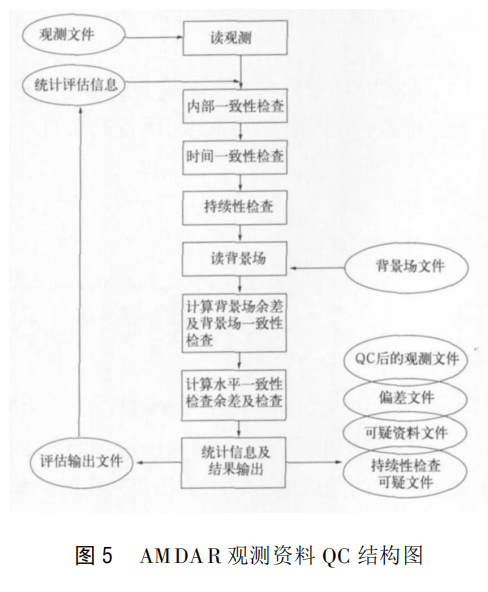 观测文件
读观测
统计评估信息
内部一致性检查
时间一致性检查
持续性检查
读背景场
背景场文件
计算背景场余差
及背景场一致性
检查
QC后的观测文件
计算水平一致性
检查余差及检查
偏差文件
可疑资料文件
评估输出文件
统计信息及
结果输出
持续性检查
可疑文件
图 5 AMDAR 观测资料 QC 结构图